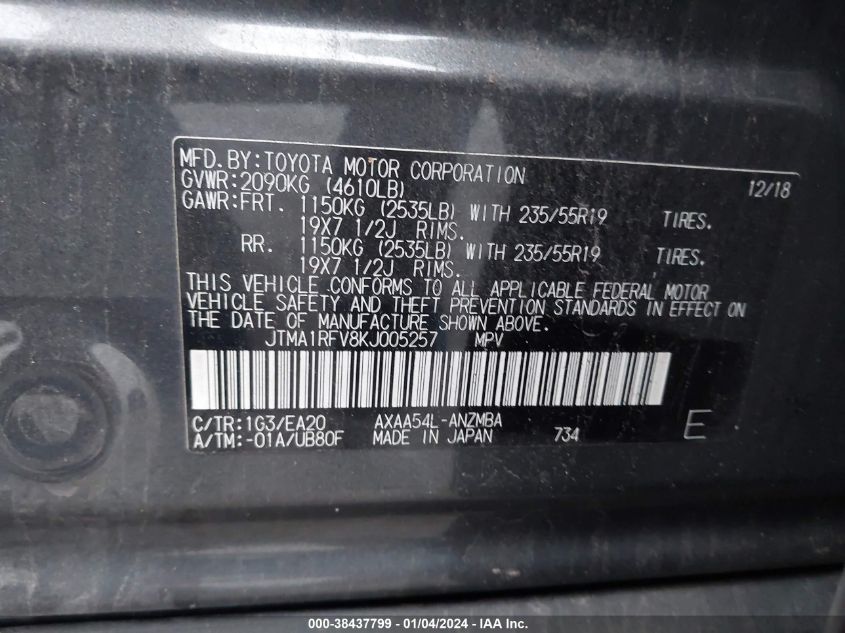 MFD.BY:TOYOTA MOTOR CORPORATION 12/18
GVWR:2090KG (4610LB)
GAWR:FRT. 1150KG (2535LB) WITH 235/55R19 TIRES.
19X7 1/2J RIMS.
RR. 1150KG (2535LB) WITH 235/55R19 TIRES.
19X7 1/2J RIMS.
THIS VEHICLE CONFORMS TO ALL APPLICABLE FEDERAL MOTOR
VEHICLE SAFETY AND THEFT PREVENTION STANDARDS IN EFFECT ON
THE DATE OF MANUFACTURE SHOWN ABOVE.
JTMA1RFV8KJ005257 MPV
C/TR:1G3/EA20 AXAA54L-ANZMBA E
A/TM:-01A/UB80F MADE IN JAPAN 734
000-38437799 - 01/04/2024 - IAA Inc.